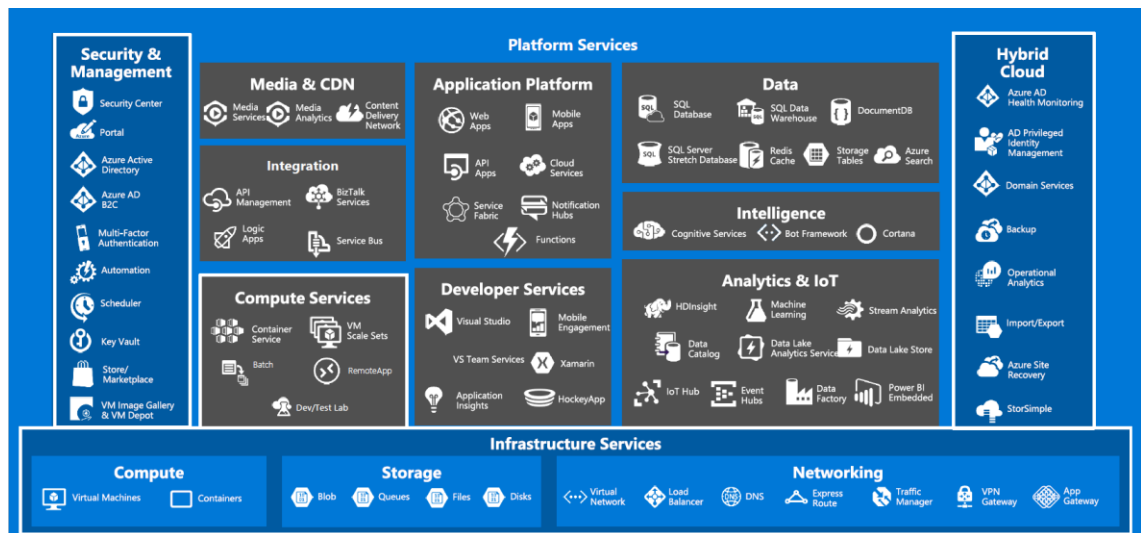 Platform Services
Security &
Management
Security Center
Portal
Azure
Azure Active
Directory
Azure AD
B2C
Multi-Factor
Authentication
Automation
Scheduler
Key Vault
Store/
Marketplace
VM Image Gallery
& VM Depot
Media & CDN
Media
Services
Media
Analytics
Content
Delivery
Network
Integration
API
Management
BizTalk
Services
Logic
Apps
Service Bus
Compute Services
Container
Service
VM
Scale Sets
Batch
RemoteApp
Dev/Test Lab
Application Platform
Web
Apps
Mobile
Apps
API
Apps
Cloud
Services
Service
Fabric
Notification
Hubs
Functions
Developer Services
Visual Studio
Mobile
Engagement
VS Team Services
Xamarin
Application
Insights
HockeyApp
Data
SQL
SQL
Database
SQL
SQL Data
Warehouse
DocumentDB
SQL
SQL Server
Stretch Database
Redis
Cache
Storage
Tables
Azure
Search
Intelligence
Cognitive Services
Bot Framework
Cortana
Analytics & IoT
HDInsight
Machine
Learning
Stream Analytics
Data
Catalog
Data Lake
Analytics Service
Data Lake Store
IoT Hub
Event
Hubs
Data
Factory
Power BI
Embedded
Hybrid
Cloud
Azure AD
Health Monitoring
AD Privileged
Identity
Management
Domain Services
Backup
Operational
Analytics
Import/Export
Azure Site
Recovery
StorSimple
Infrastructure Services
Compute
Virtual Machines
Containers
Storage
Blob
Queues
Files
Disks
Networking
Virtual
Network
Load
Balancer
DNS
DNS
Express
Route
Traffic
Manager
VPN
Gateway
App
Gateway